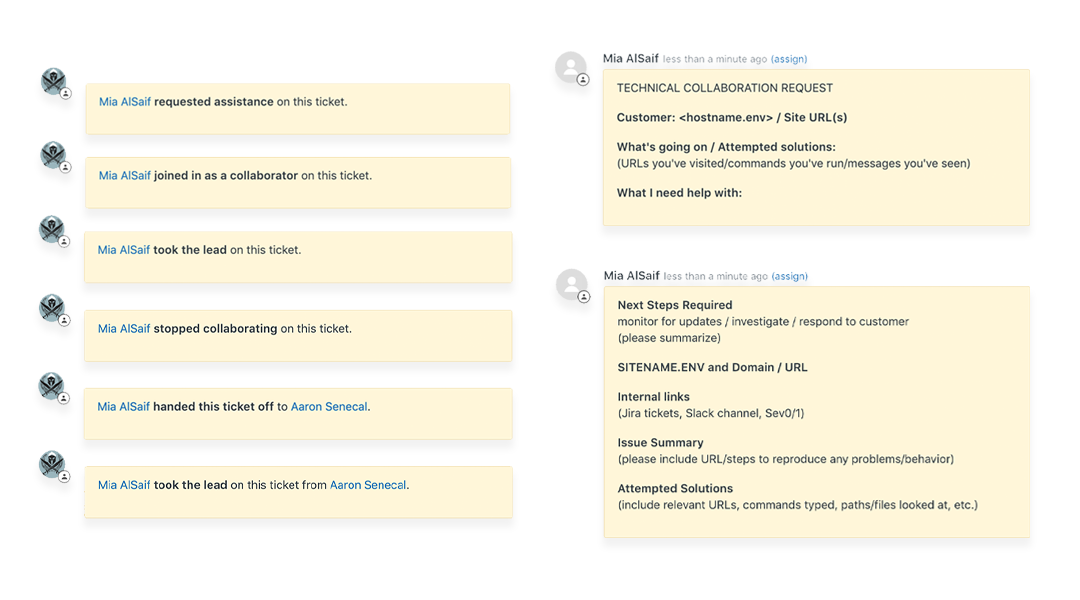 Mia AlSaif requested assistance on this ticket.
Mia AlSaif joined in as a collaborator on this ticket.
Mia AlSaif took the lead on this ticket.
Mia AlSaif stopped collaborating on this ticket.
Mia AlSaif handed this ticket off to Aaron Senecal.
Mia AlSaif took the lead on this ticket from Aaron Senecal.
Mia AlSaif less than a minute ago (assign)
TECHNICAL COLLABORATION REQUEST
Customer: <hostname.env> / Site URL(s)
What's going on / Attempted solutions:
(URLs you've visited/commands you've run/messages you've seen)
What I need help with:
Mia AlSaif less than a minute ago (assign)
Next Steps Required
monitor for updates / investigate / respond to customer
(please summarize)
SITENAME.ENV and Domain / URL
Internal links
(Jira tickets, Slack channel, Sev0/1)
Issue Summary
(please include URL/steps to reproduce any problems/behavior)
Attempted Solutions
(include relevant URLs, commands typed, paths/files looked at, etc.)